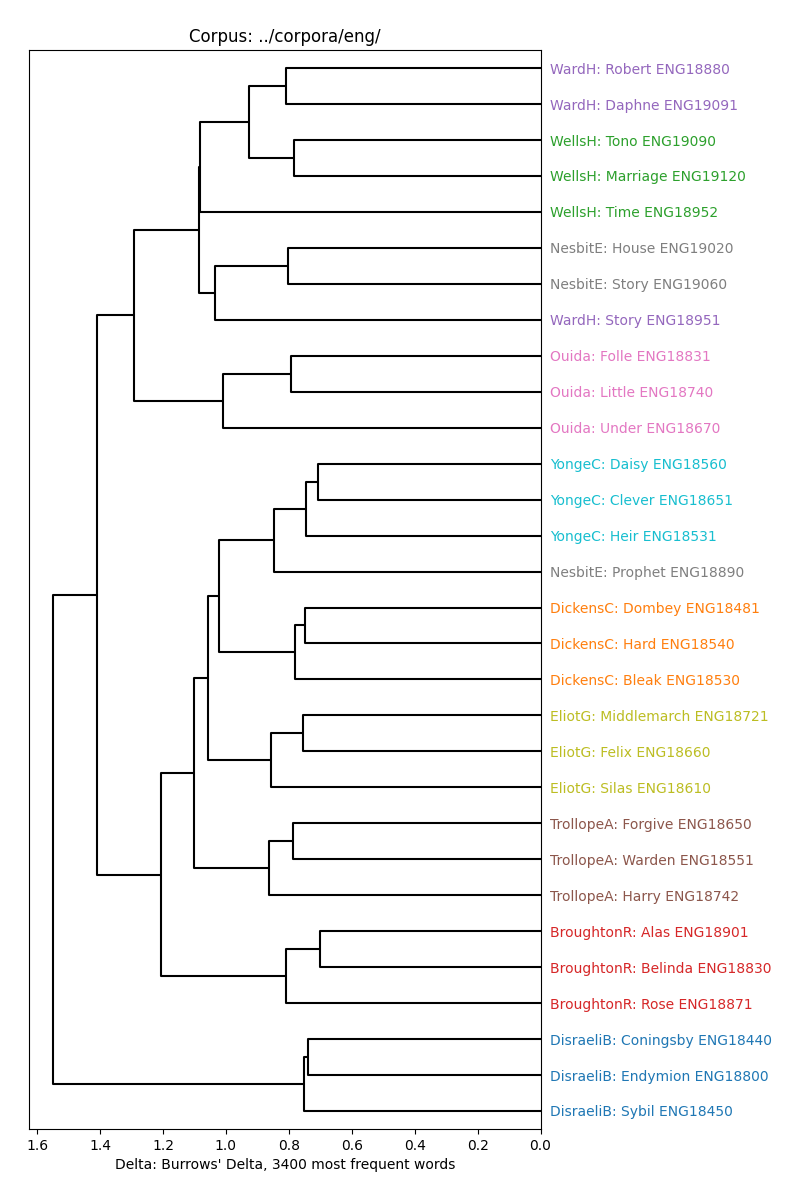 Corpus: ../corpora/eng/
WardH: Robert ENG18880
WardH: Daphne ENG19091
WellsH: Tono ENG19090
WellsH: Marriage ENG19120
WellsH: Time ENG18952
NesbitE: House ENG19020
NesbitE: Story ENG19060
WardH: Story ENG18951
Ouida: Folle ENG18831
Ouida: Little ENG18740
Ouida: Under ENG18670
YongeC: Daisy ENG18560
YongeC: Clever ENG18651
YongeC: Heir ENG18531
NesbitE: Prophet ENG18890
DickensC: Dombey ENG18481
DickensC: Hard ENG18540
DickensC: Bleak ENG18530
EliotG: Middlemarch ENG18721
EliotG: Felix ENG18660
EliotG: Silas ENG18610
TrollopeA: Forgive ENG18650
TrollopeA: Warden ENG18551
TrollopeA: Harry ENG18742
BroughtonR: Alas ENG18901
BroughtonR: Belinda ENG18830
BroughtonR: Rose ENG18871
DisraeliB: Coningsby ENG18440
DisraeliB: Endymion ENG18800
DisraeliB: Sybil ENG18450
1.6 1.4 1.2 1.0 0.8 0.6 0.4 0.2 0.0
Delta: Burrows' Delta, 3400 most frequent words